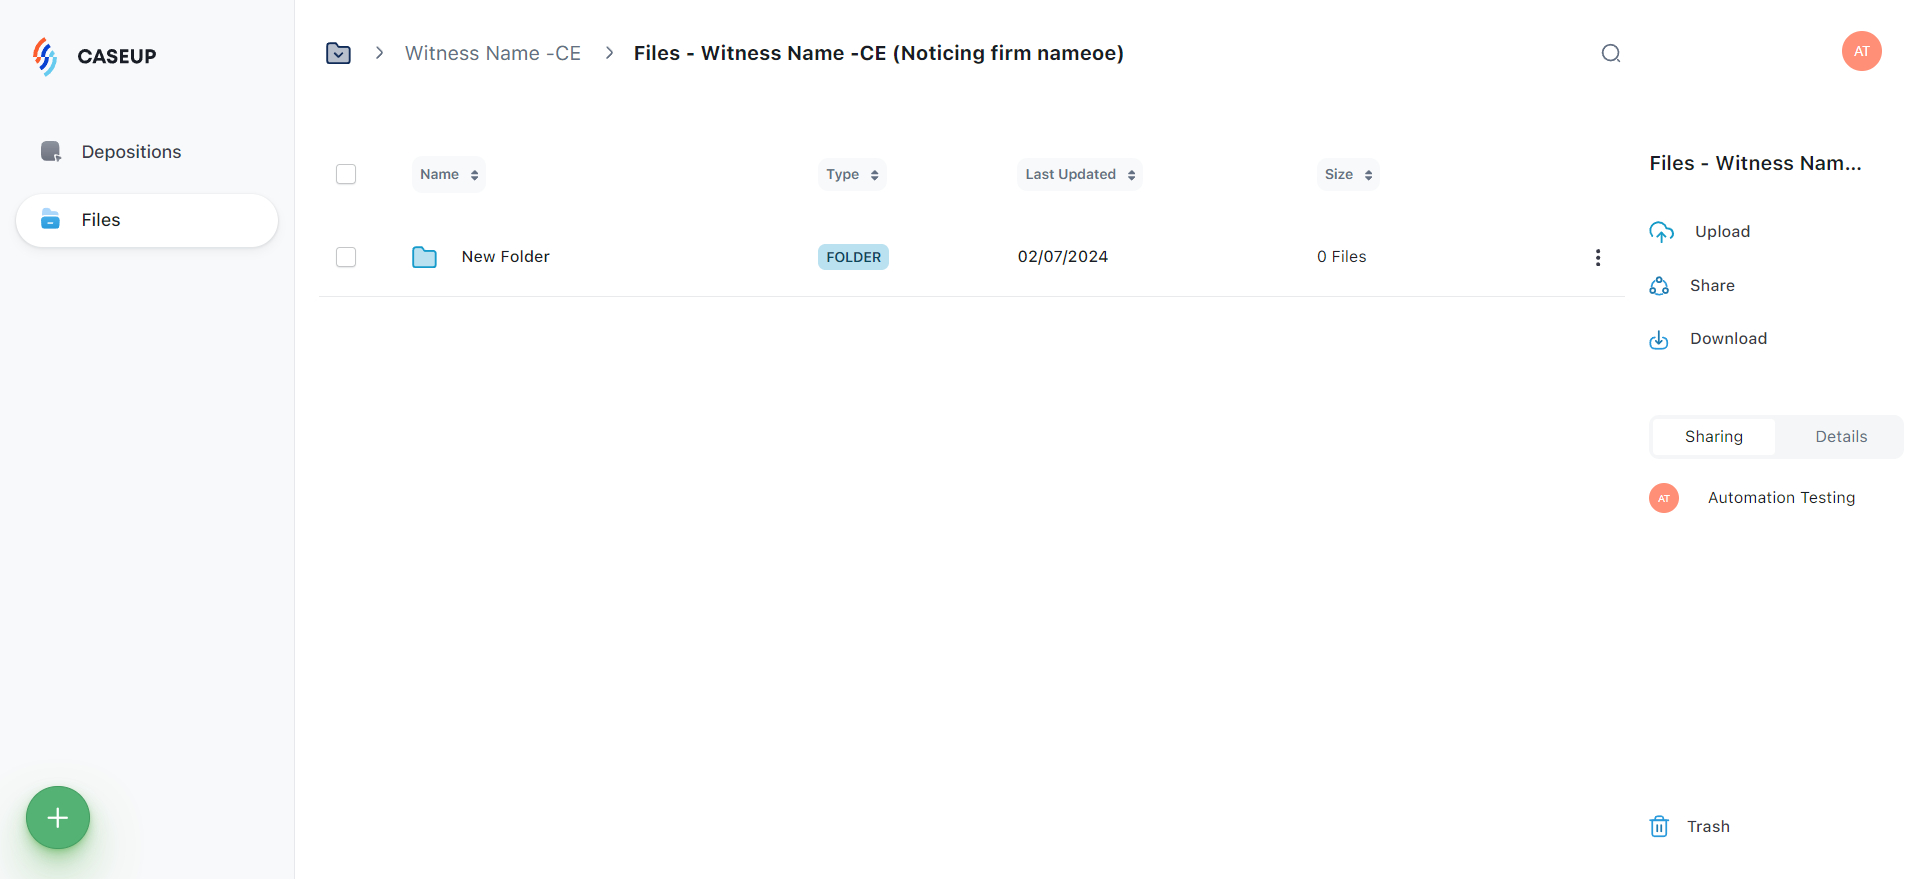 CASEUP
Witness Name -CE
Files - Witness Name -CE (Noticing firm nameoe)
AT
Depositions
Files
Name
Type
Last Updated
Size
New Folder
FOLDER
02/07/2024
0 Files
Files - Witness Nam...
Upload
Share
Download
Sharing
Details
AT
Automation Testing
Trash